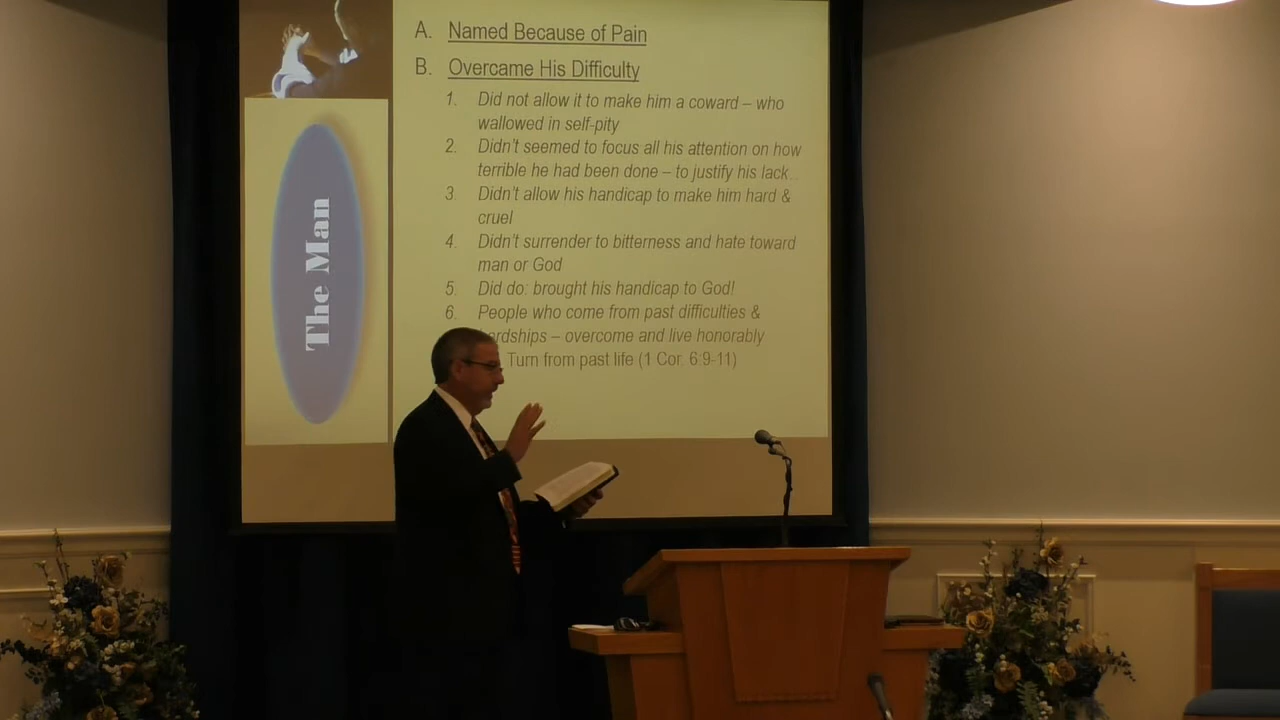 A. Named Because of Pain
B. Overcame His Difficulty
1. Did not allow it to make him a coward – who
wallowed in self-pity
2. Didn't seemed to focus all his attention on how
terrible he had been done – to justify his lack..
3. Didn't allow his handicap to make him hard &
cruel
4. Didn't surrender to bitterness and hate toward
man or God
5. Did do: brought his handicap to God!
6. People who come from past difficulties &
– overcome and live honorably
Turn from past life (1 Cor. 6:9-11)
The Man